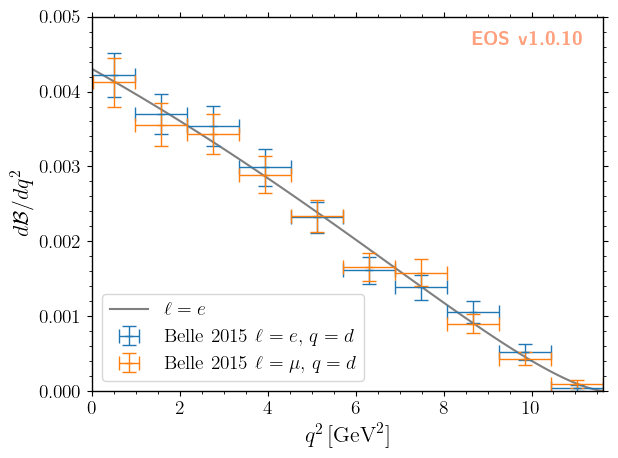 EOS v1.0.10
0.005
0.004
0.003
0.002
0.001
0.000
dℬ/dq²
ℓ = e
Belle 2015 ℓ = e, q = d
Belle 2015 ℓ = μ, q = d
0 2 4 6 8 10
q² [GeV²]